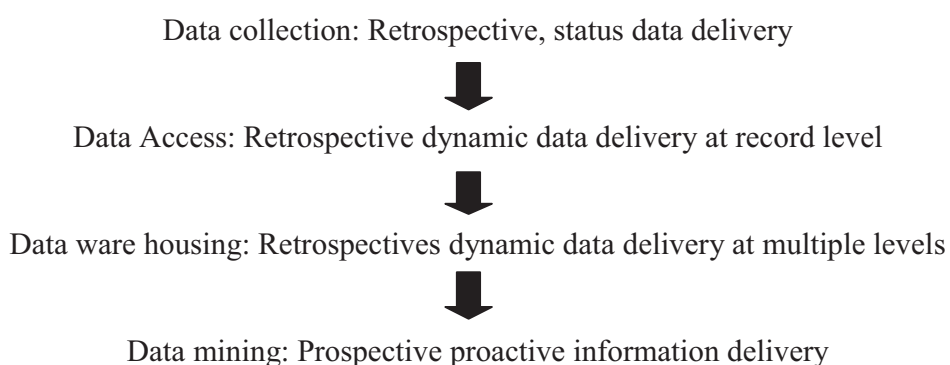 Data collection: Retrospective, status data delivery
Data Access: Retrospective dynamic data delivery at record level
Data ware housing: Retrospectives dynamic data delivery at multiple levels
Data mining: Prospective proactive information delivery